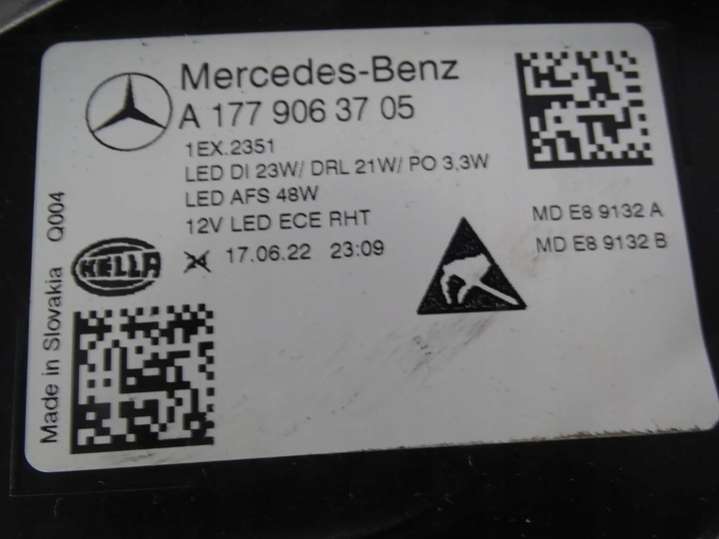 Mercedes-Benz
A 177 906 37 05
1EX.2351
LED DI 23W/ DRL 21W/ PO 3,3W
LED AFS 48W
12V LED ECE RHT
17.06.22 23:09
HELLA
MD E8 9132 A
MD E8 9132 B
Made in Slovakia Q004